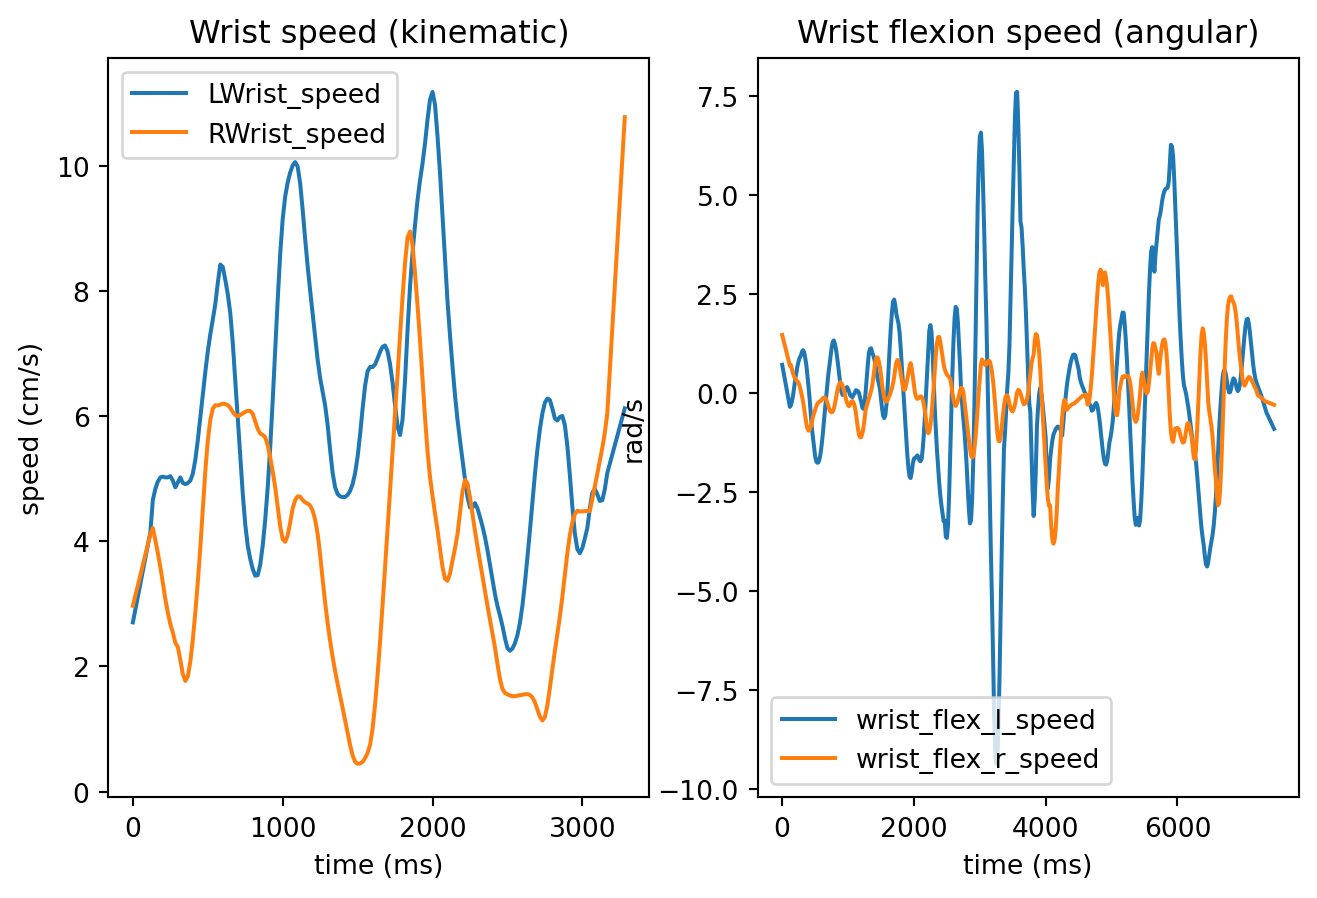 Wrist speed (kinematic)
LWrist_speed
RWrist_speed
speed (cm/s)
10
8
6
4
2
0
0 1000 2000 3000
time (ms)
Wrist flexion speed (angular)
rad/s
7.5
5.0
2.5
0.0
−2.5
−5.0
−7.5
−10.0
wrist_flex_l_speed
wrist_flex_r_speed
0 2000 4000 6000
time (ms)